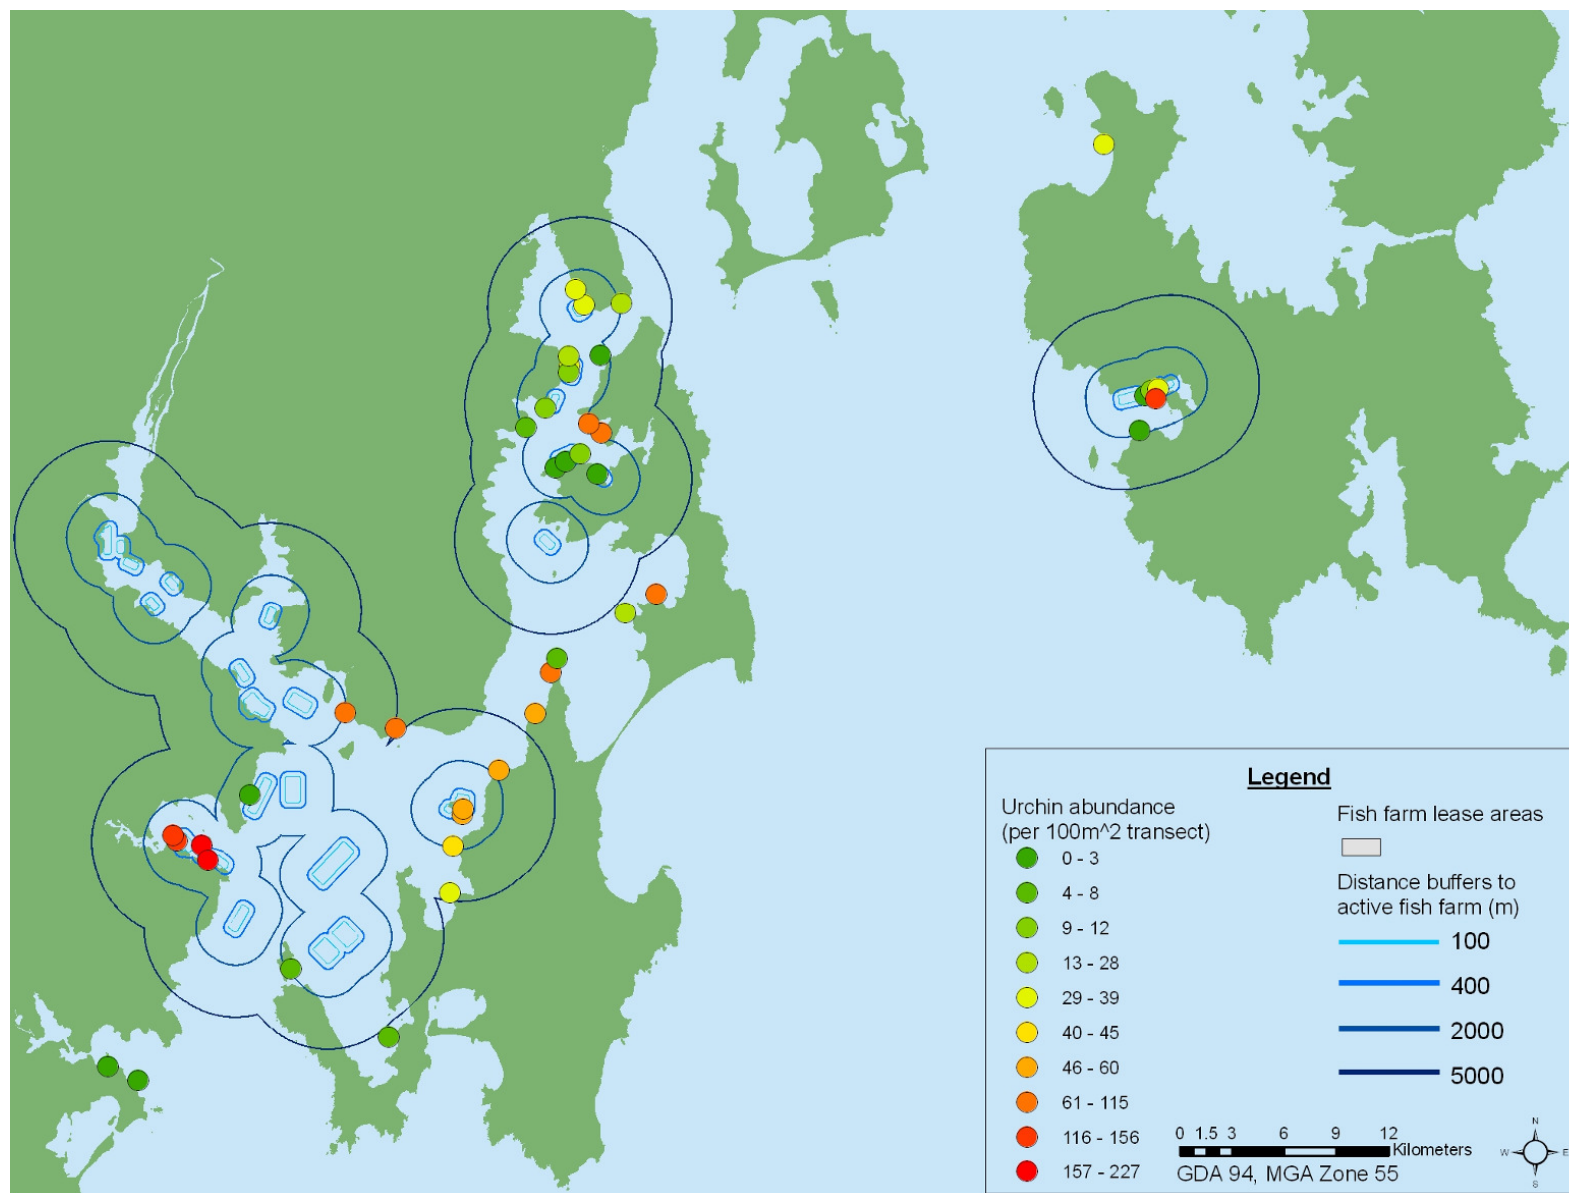 Legend
Urchin abundance
(per 100m^2 transect)
0 - 3
4 - 8
9 - 12
13 - 28
29 - 39
40 - 45
46 - 60
61 - 115
116 - 156
157 - 227
Fish farm lease areas
Distance buffers to
active fish farm (m)
100
400
2000
5000
0 1.5 3 6 9 12
Kilometers
GDA 94, MGA Zone 55
N
W E
S